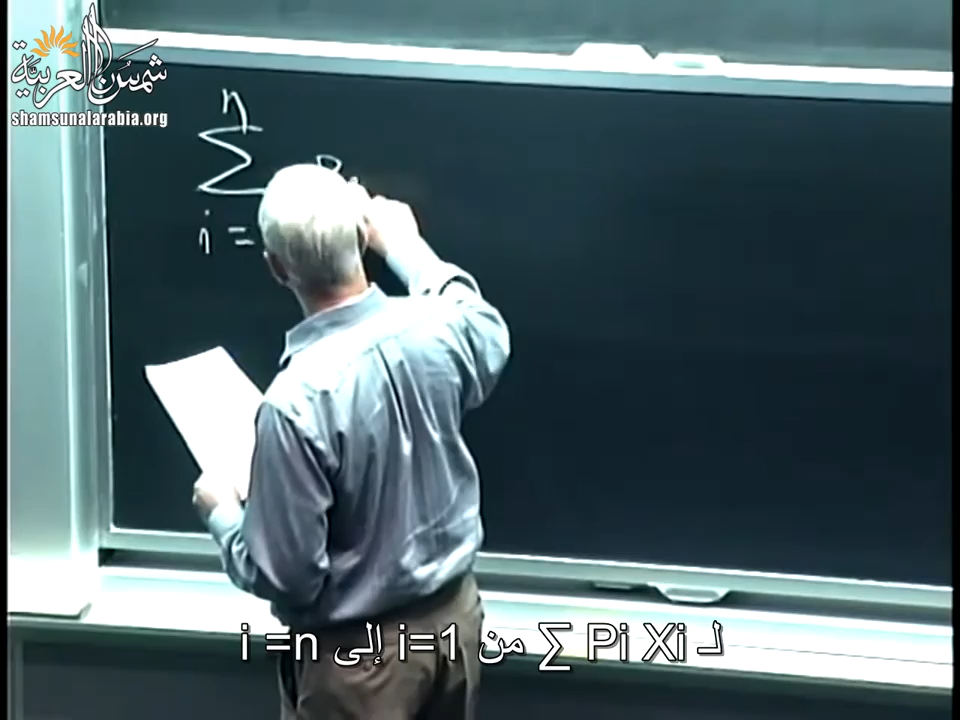 شمس العربية
shamsunalarabia.org
n
∑ P
i =
لـ ∑ Pi Xi من i=1 إلى i =n